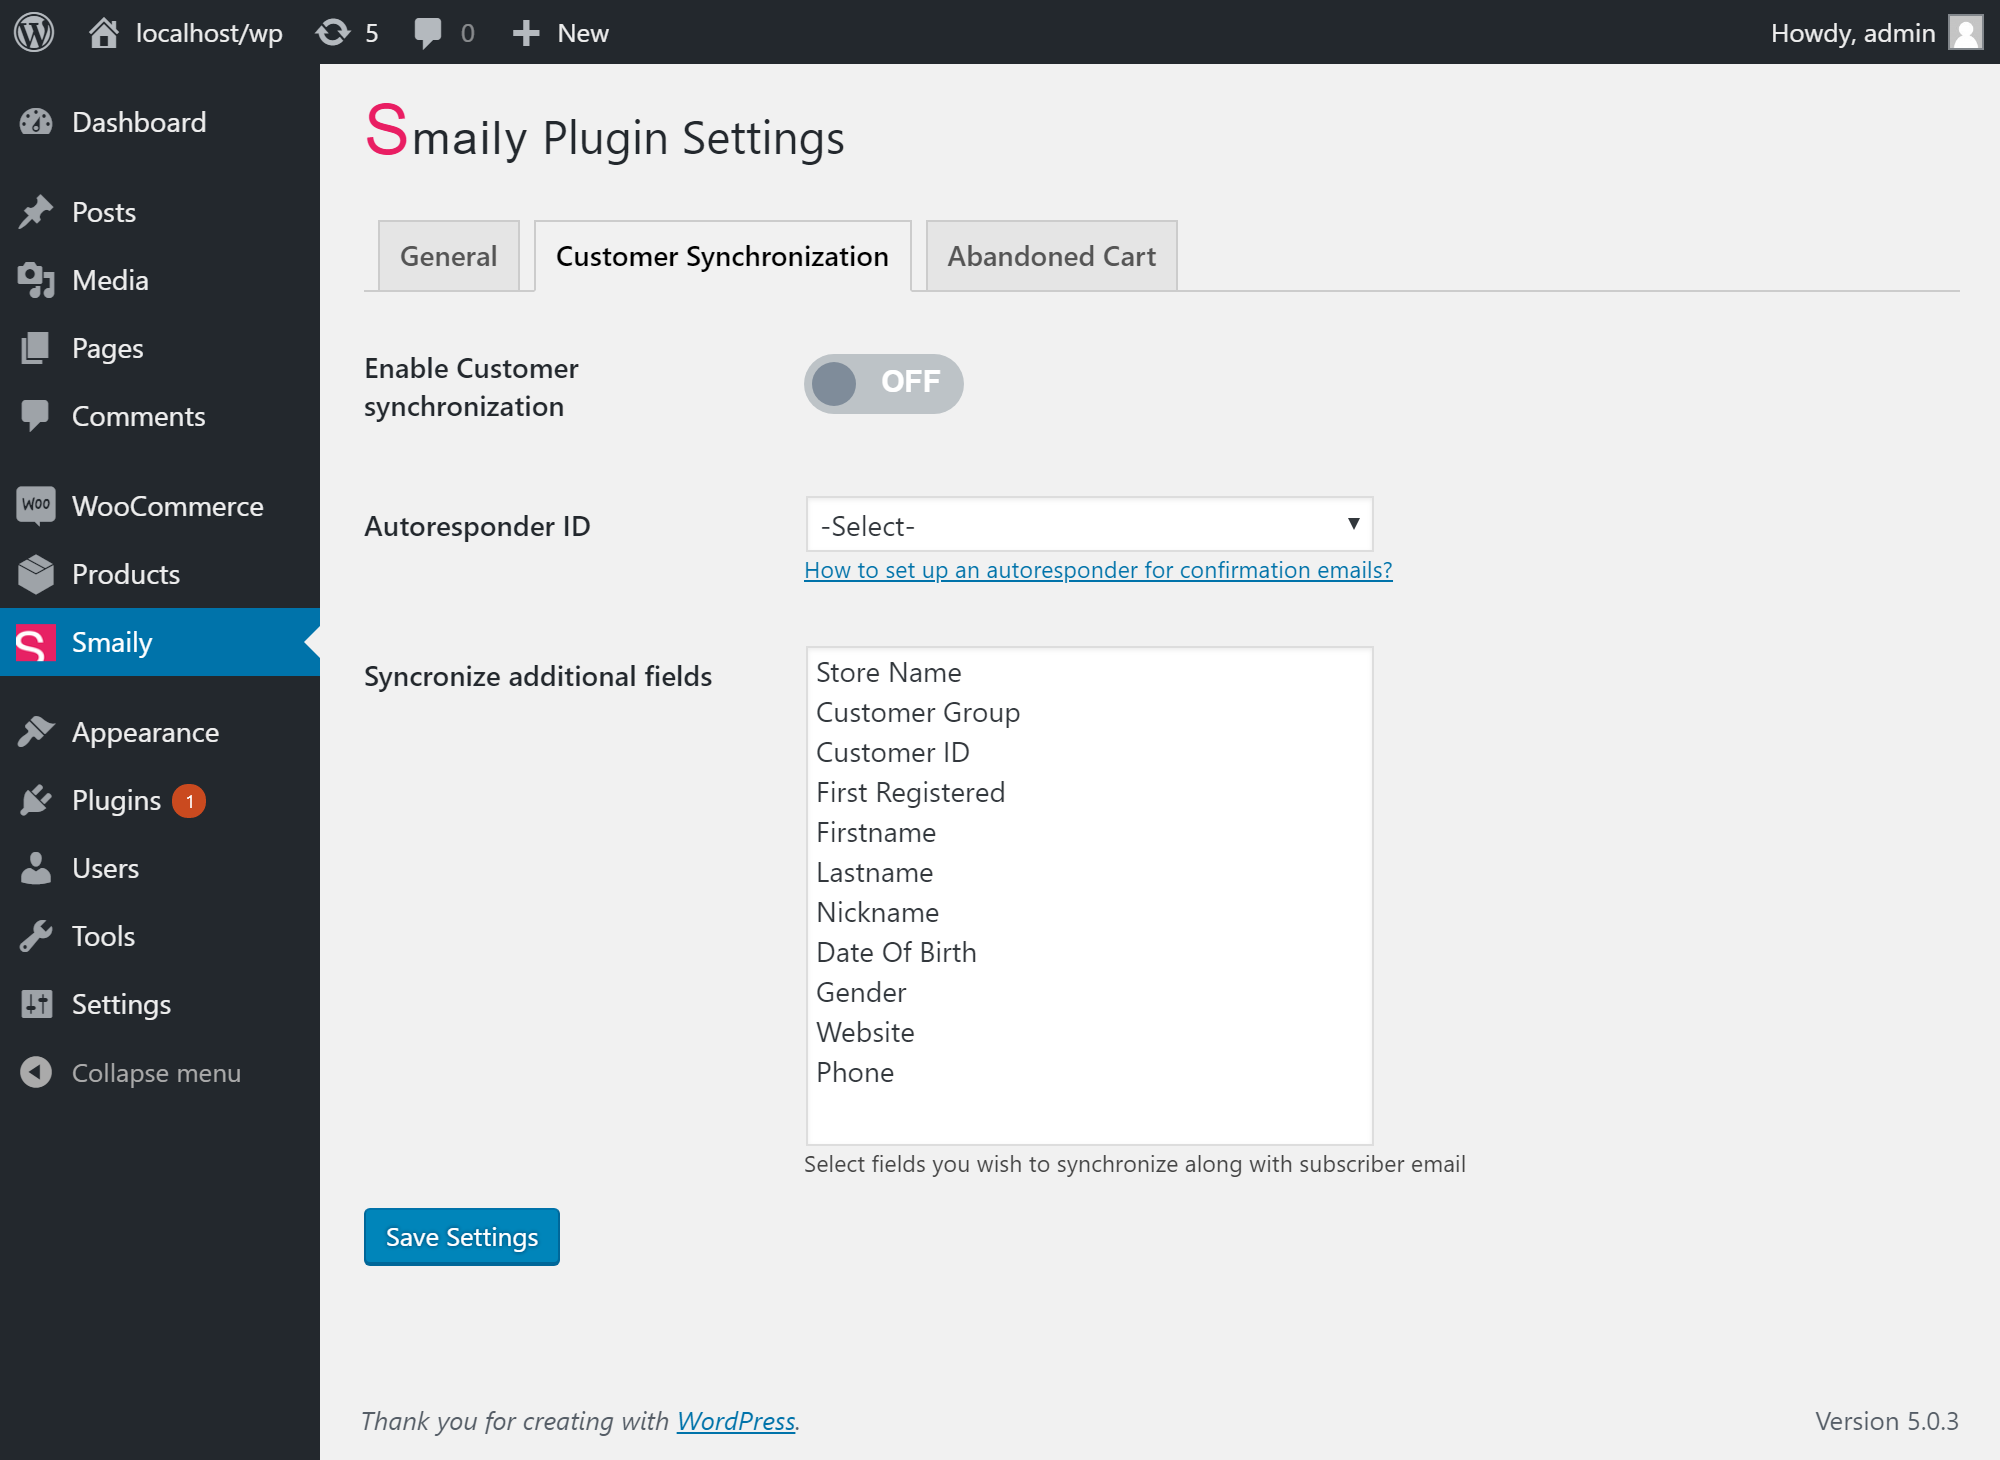 localhost/wp 5 0 New Howdy, admin
Dashboard
Posts
Media
Pages
Comments
Woo WooCommerce
Products
S Smaily
Appearance
Plugins 1
Users
Tools
Settings
Collapse menu
Smaily Plugin Settings
General Customer Synchronization Abandoned Cart
Enable Customer
synchronization
OFF
Autoresponder ID
-Select-
How to set up an autoresponder for confirmation emails?
Syncronize additional fields
Store Name
Customer Group
Customer ID
First Registered
Firstname
Lastname
Nickname
Date Of Birth
Gender
Website
Phone
Select fields you wish to synchronize along with subscriber email
Save Settings
Thank you for creating with WordPress.
Version 5.0.3